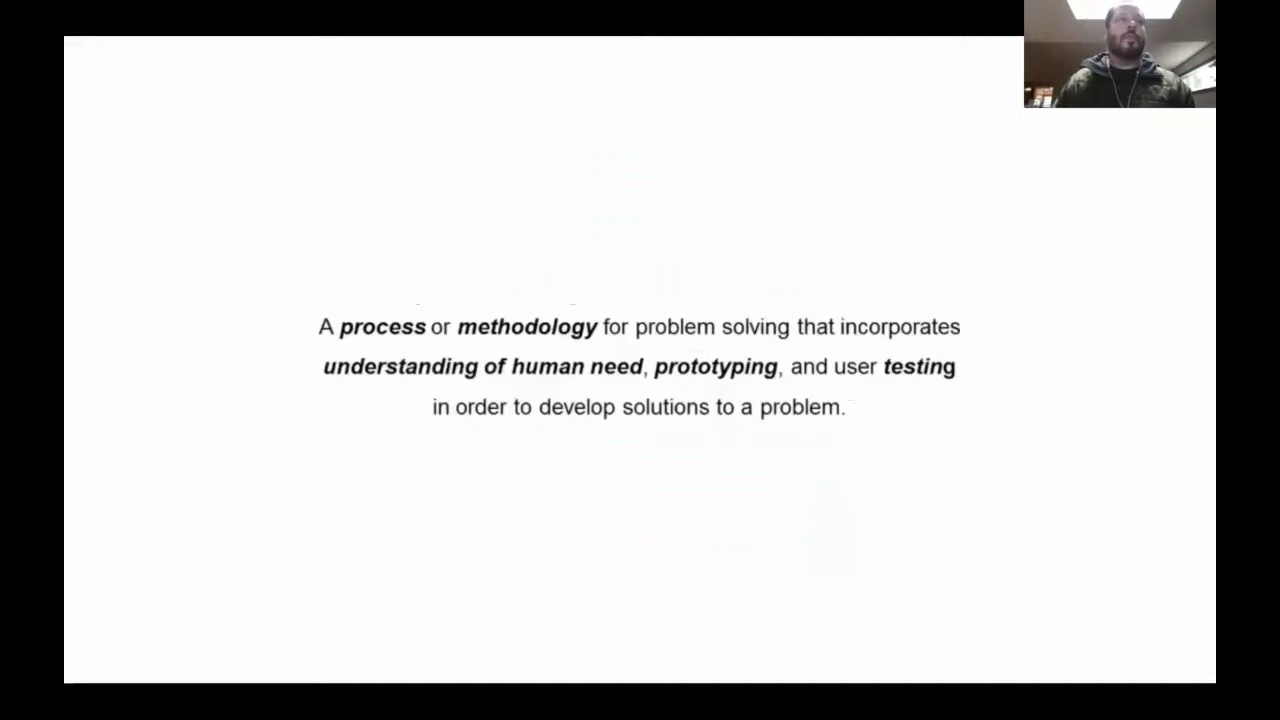 A process or methodology for problem solving that incorporates
understanding of human need, prototyping, and user testing
in order to develop solutions to a problem.